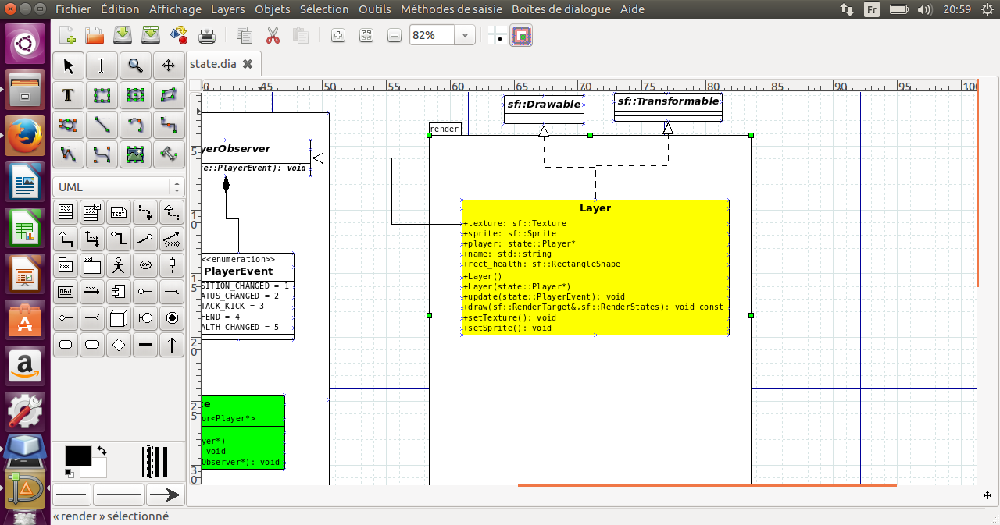 Fichier Édition Affichage Layers Objets Sélection Outils Méthodes de saisie Boîtes de dialogue Aide Fr 20:59
82%
state.dia
UML
45 50 55 60 65 70 75 80 85 90 95
render
sf::Drawable
sf::Transformable
yerObserver
e::PlayerEvent): void
<<enumeration>>
PlayerEvent
SITION_CHANGED = 1
ATUS_CHANGED = 2
TACK_KICK = 3
FEND = 4
ALTH_CHANGED = 5
Layer
+texture: sf::Texture
+sprite: sf::Sprite
+player: state::Player*
+name: std::string
+rect_health: sf::RectangleShape
+Layer()
+Layer(state::Player*)
+update(state::PlayerEvent): void
+draw(sf::RenderTarget&,sf::RenderStates): void const
+setTexture(): void
+setSprite(): void
e
or<Player*>
yer*)
void
Observer*): void
« render » sélectionné